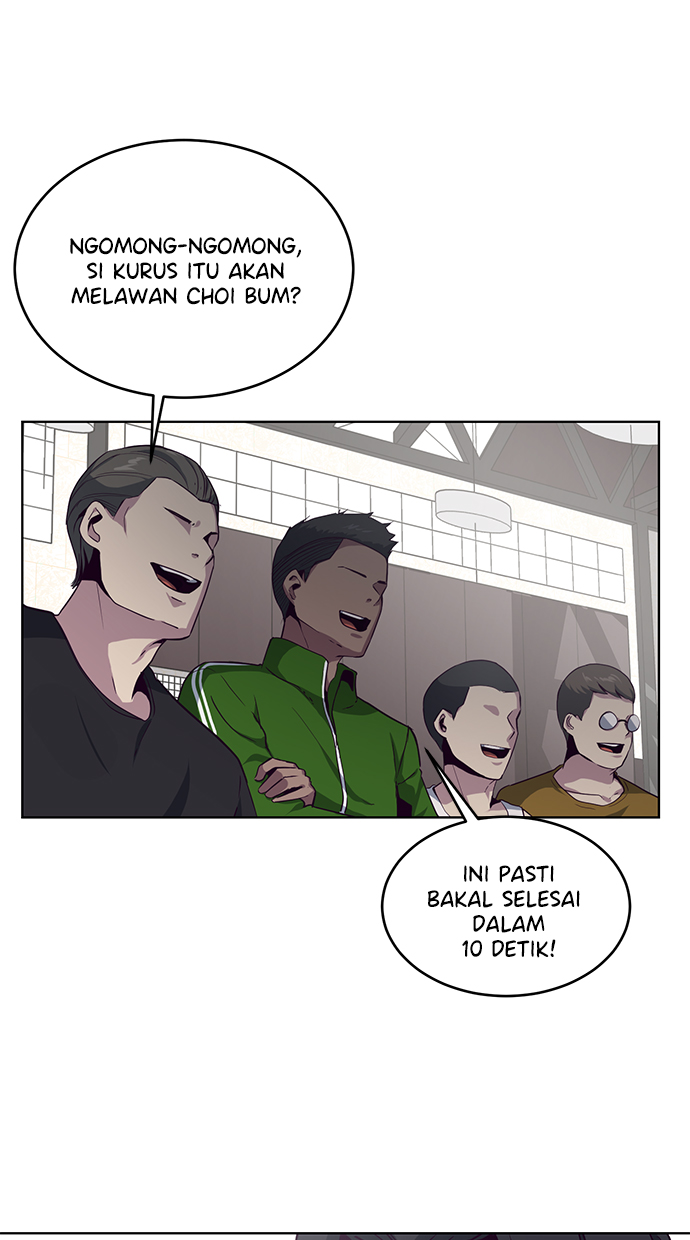 NGOMONG-NGOMONG,
SI KURUS ITU AKAN
MELAWAN CHOI BUM?
INI PASTI
BAKAL SELESAI
DALAM
10 DETIK!